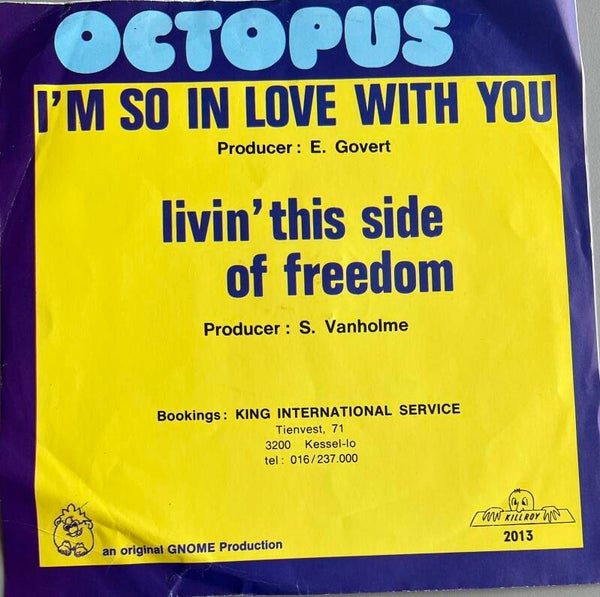 OCTOPUS
I'M SO IN LOVE WITH YOU
Producer: E. Govert
livin' this side
of freedom
Producer: S. Vanholme
Bookings: KING INTERNATIONAL SERVICE
Tienvest, 71
3200 Kessel-lo
tel: 016/237.000
an original GNOME Production
KILLROY
2013